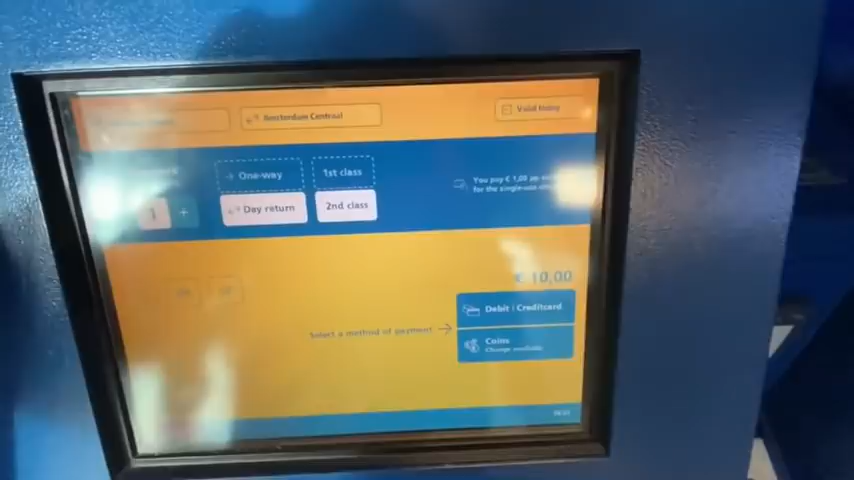 Amsterdam Centraal
Valid today
One-way
1st class
1
+
Day return
2nd class
You pay € 1,00
for the single-use
€ 10,00
Debit | Creditcard
Select a method of payment
Coins
Change available